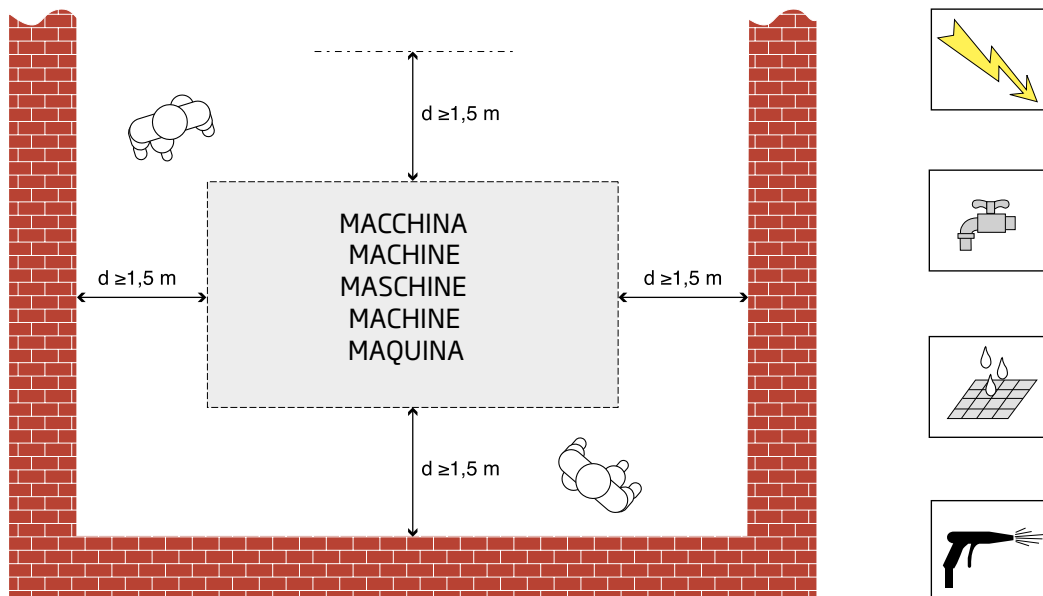 d ≥1,5 m
MACCHINA
MACHINE
MASCHINE
MACHINE
MAQUINA
d ≥1,5 m
d ≥1,5 m
d ≥1,5 m